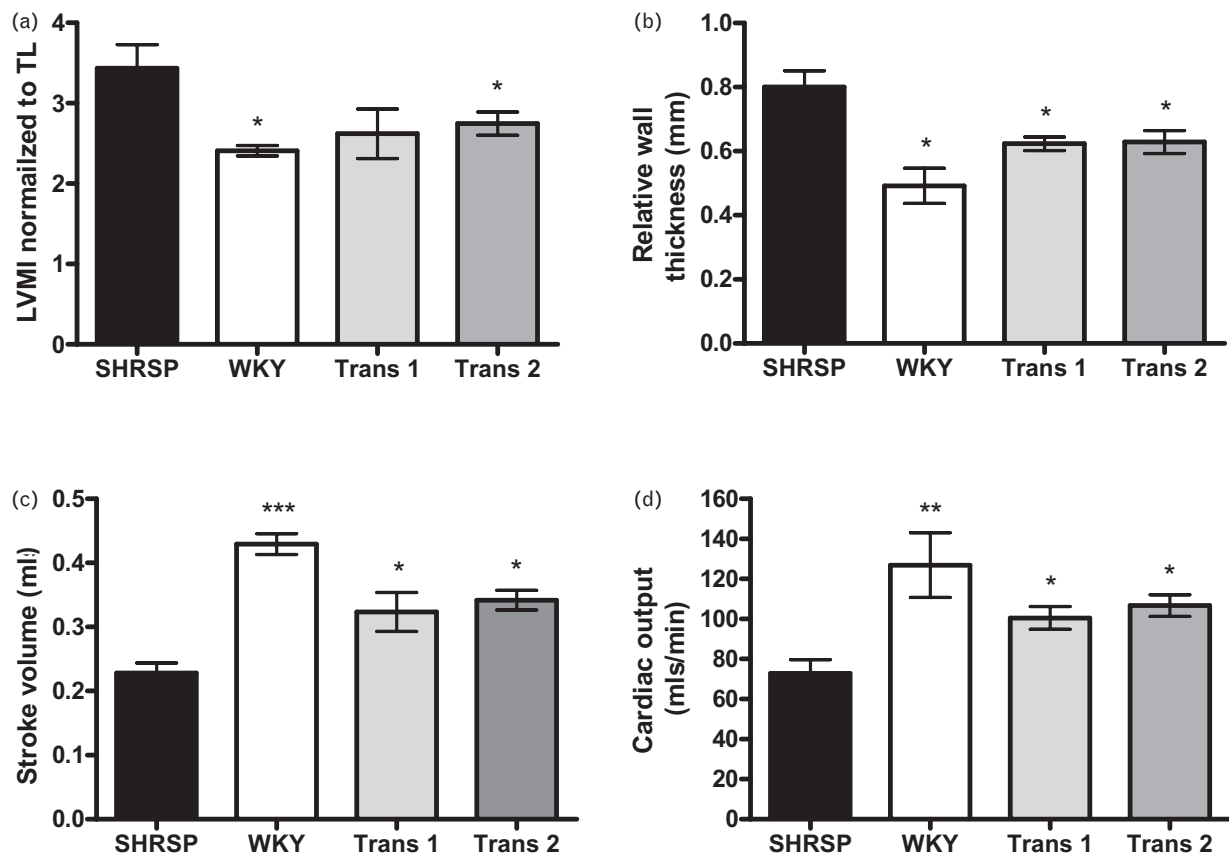 (a)
LVMI normailzed to TL
4
3
2
1
0
*
*
SHRSP WKY Trans 1 Trans 2
(b)
Relative wall
thickness (mm)
1.0
0.8
0.6
0.4
0.2
0.0
*
*
*
SHRSP WKY Trans 1 Trans 2
(c)
Stroke volume (mls
0.5
0.4
0.3
0.2
0.1
0.0
***
*
*
SHRSP WKY Trans 1 Trans 2
(d)
Cardiac output
(mls/min)
160
140
120
100
80
60
40
20
0
**
*
*
SHRSP WKY Trans 1 Trans 2